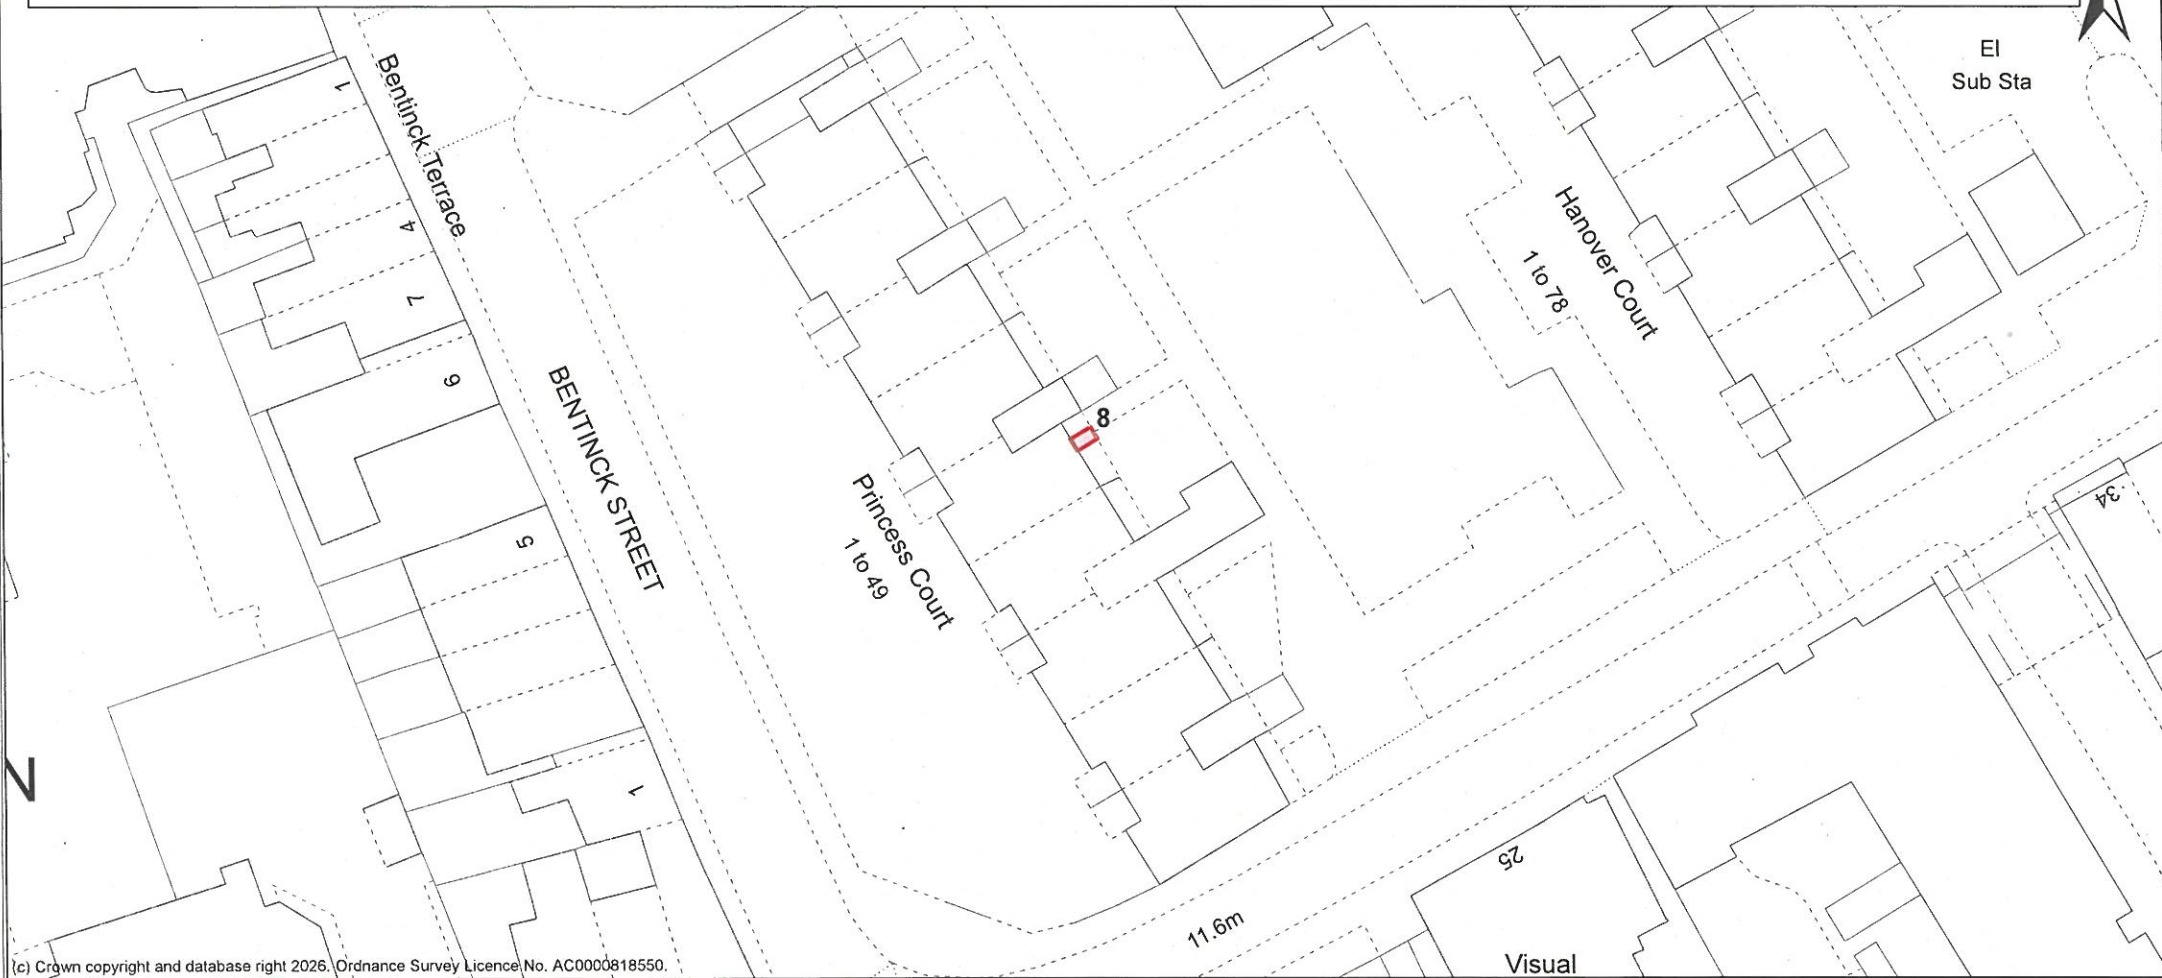 El
Sub Sta
1
Bentinck Terrace
4
7
9
BENTINCK STREET
5
1
Hanover Court
1 to 78
8
Princess Court
1 to 49
34
25
11.6m
Visual
N
(c) Crown copyright and database right 2026. Ordnance Survey Licence No. AC0000818550.